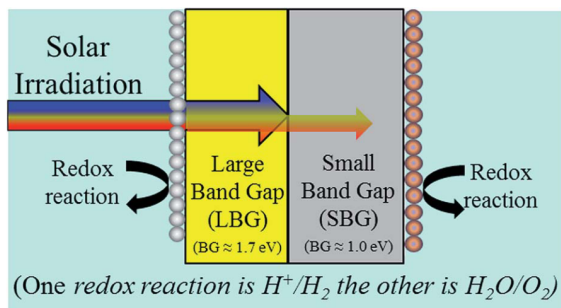 Solar
Irradiation
Redox
reaction
Large
Band Gap
(LBG)
(BG ≈ 1.7 eV)
Small
Band Gap
(SBG)
(BG ≈ 1.0 eV)
Redox
reaction
(One redox reaction is H⁺/H₂ the other is H₂O/O₂)